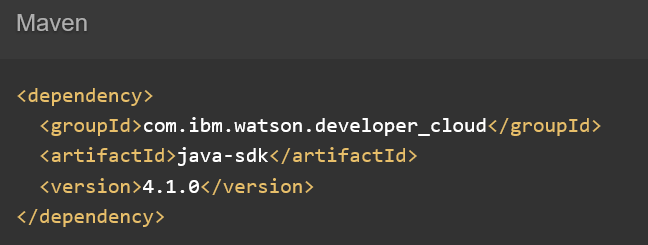 Maven
<dependency>
  <groupId>com.ibm.watson.developer_cloud</groupId>
  <artifactId>java-sdk</artifactId>
  <version>4.1.0</version>
</dependency>